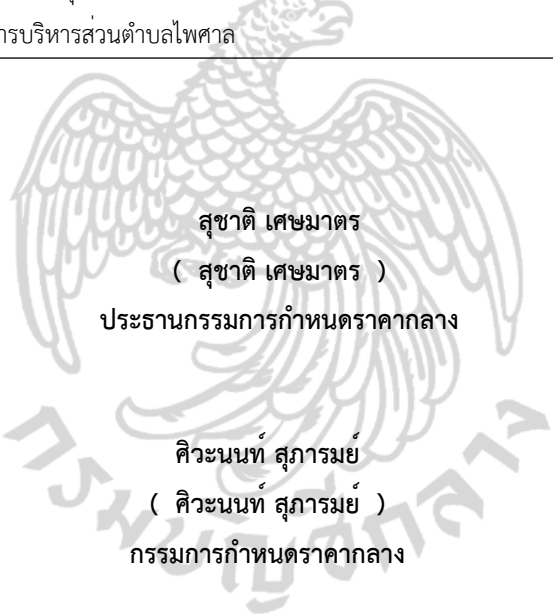 การบริหารส่วนตำบลไพศาล
สุชาติ เศษมาตร
( สุชาติ เศษมาตร )
ประธานกรรมการกำหนดราคากลาง
ศิวะนนท์ สุภารมย์
( ศิวะนนท์ สุภารมย์ )
กรรมการกำหนดราคากลาง
กรมบัญชีกลาง